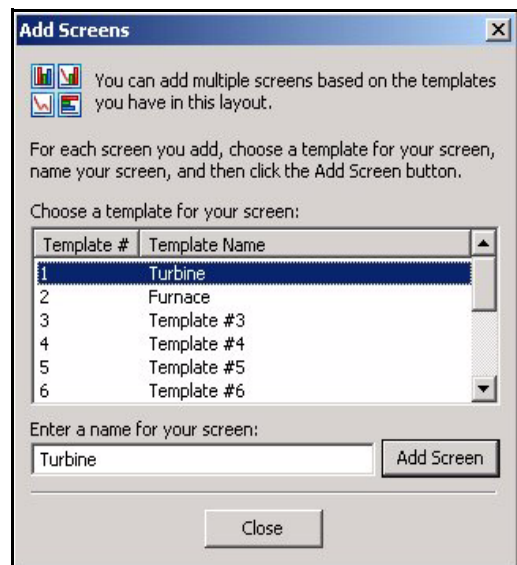 Add Screens
You can add multiple screens based on the templates
you have in this layout.
For each screen you add, choose a template for your screen,
name your screen, and then click the Add Screen button.
Choose a template for your screen:
Template # Template Name
1 Turbine
2 Furnace
3 Template #3
4 Template #4
5 Template #5
6 Template #6
Enter a name for your screen:
Turbine Add Screen
Close